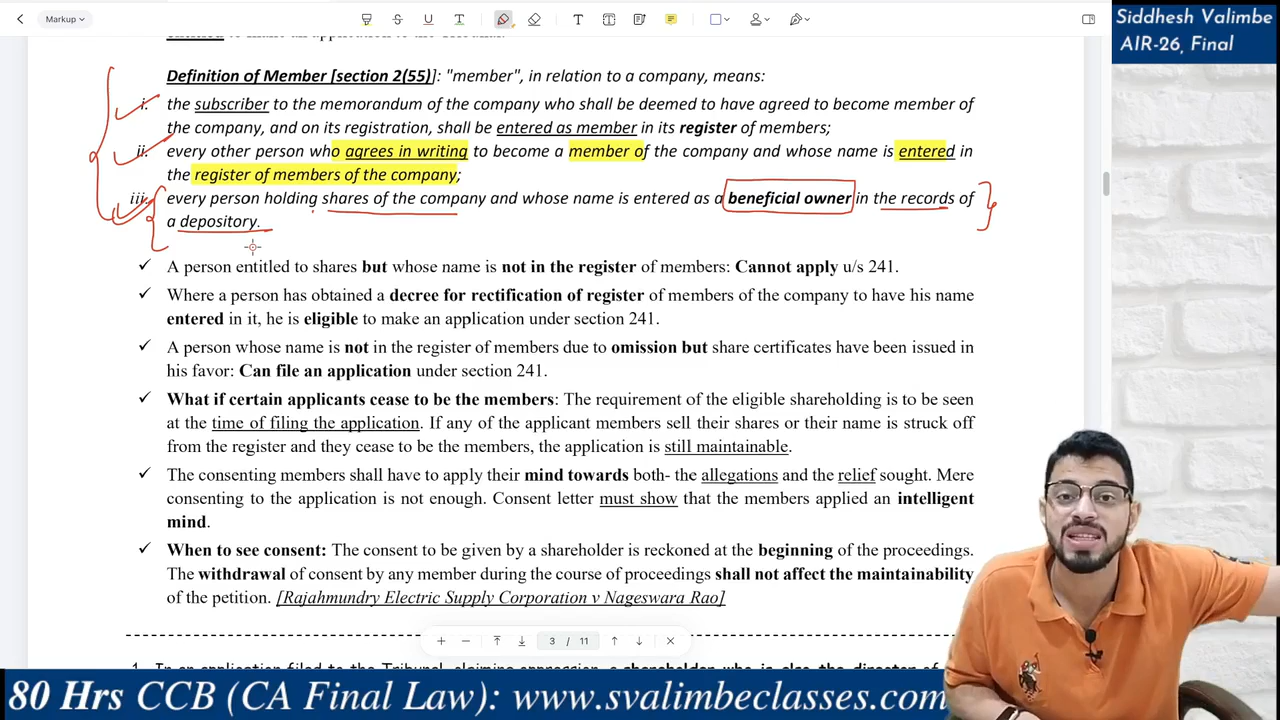 Markup
Siddhesh Valimbe
AIR-26, Final
Definition of Member [section 2(55)]: "member", in relation to a company, means:
i. the subscriber to the memorandum of the company who shall be deemed to have agreed to become member of
the company, and on its registration, shall be entered as member in its register of members;
ii. every other person who agrees in writing to become a member of the company and whose name is entered in
the register of members of the company;
iii. every person holding shares of the company and whose name is entered as a beneficial owner in the records of
a depository.
✓ A person entitled to shares but whose name is not in the register of members: Cannot apply u/s 241.
✓ Where a person has obtained a decree for rectification of register of members of the company to have his name
entered in it, he is eligible to make an application under section 241.
✓ A person whose name is not in the register of members due to omission but share certificates have been issued in
his favor: Can file an application under section 241.
✓ What if certain applicants cease to be the members: The requirement of the eligible shareholding is to be seen
at the time of filing the application. If any of the applicant members sell their shares or their name is struck off
from the register and they cease to be the members, the application is still maintainable.
✓ The consenting members shall have to apply their mind towards both- the allegations and the relief sought. Mere
consenting to the application is not enough. Consent letter must show that the members applied an intelligent
mind.
✓ When to see consent: The consent to be given by a shareholder is reckoned at the beginning of the proceedings.
The withdrawal of consent by any member during the course of proceedings shall not affect the maintainability
of the petition. [Rajahmundry Electric Supply Corporation v Nageswara Rao]
3 / 11
80 Hrs CCB (CA Final Law): www.svalimbeclasses.com